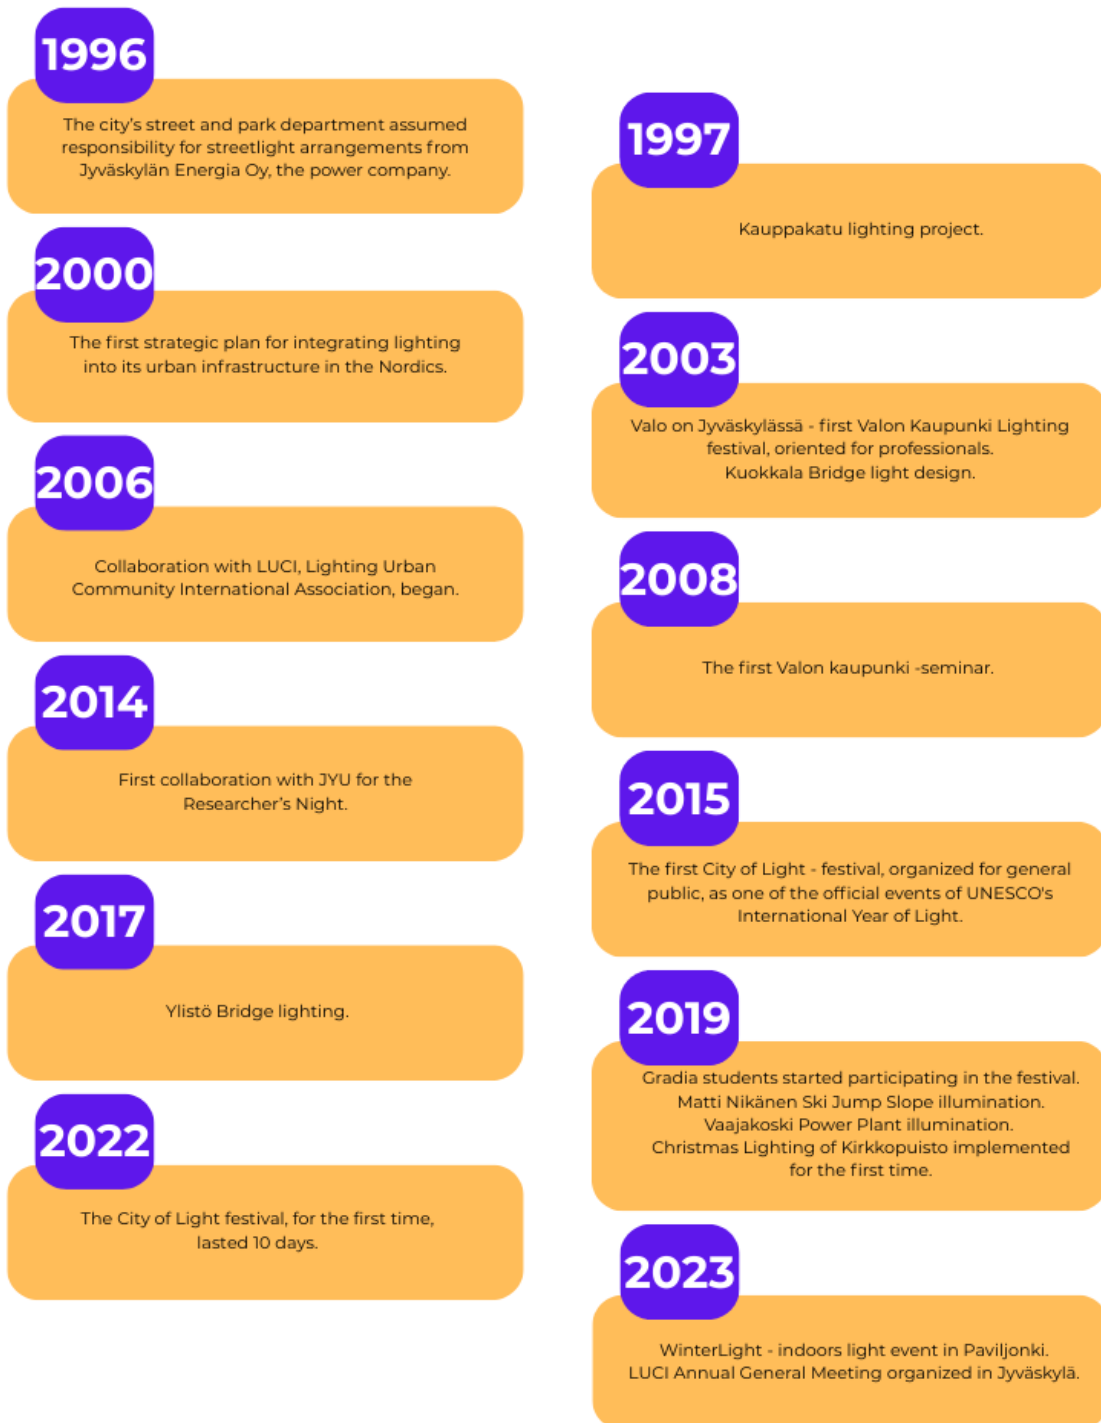 1996
The city's street and park department assumed
responsibility for streetlight arrangements from
Jyväskylän Energia Oy, the power company.
1997
Kauppakatu lighting project.
2000
The first strategic plan for integrating lighting
into its urban infrastructure in the Nordics.
2003
Valo on Jyväskylässä - first Valon Kaupunki Lighting
festival, oriented for professionals.
Kuokkala Bridge light design.
2006
Collaboration with LUCI, Lighting Urban
Community International Association, began.
2008
The first Valon kaupunki -seminar.
2014
First collaboration with JYU for the
Researcher's Night.
2015
The first City of Light - festival, organized for general
public, as one of the official events of UNESCO's
International Year of Light.
2017
Ylistö Bridge lighting.
2019
Gradia students started participating in the festival.
Matti Nikänen Ski Jump Slope illumination.
Vaajakoski Power Plant illumination.
Christmas Lighting of Kirkkopuisto implemented
for the first time.
2022
The City of Light festival, for the first time,
lasted 10 days.
2023
WinterLight - indoors light event in Paviljonki.
LUCI Annual General Meeting organized in Jyväskylä.